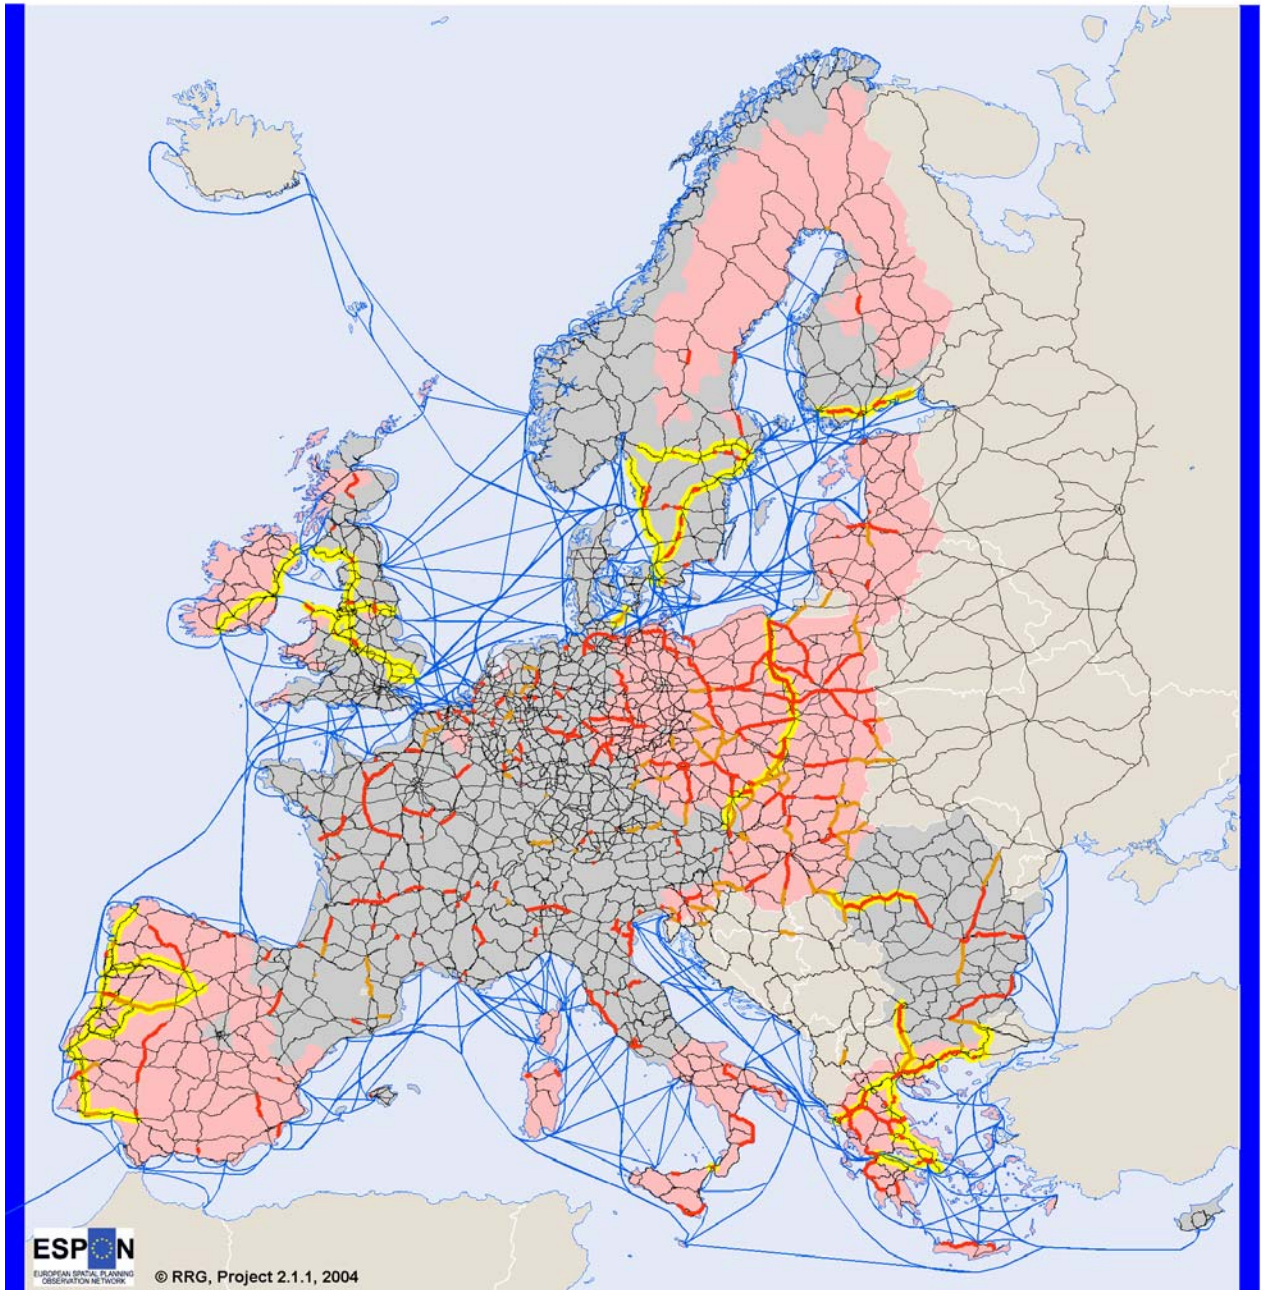 ESPON
EUROPEAN SPATIAL PLANNING
OBSERVATION NETWORK
© RRG, Project 2.1.1, 2004